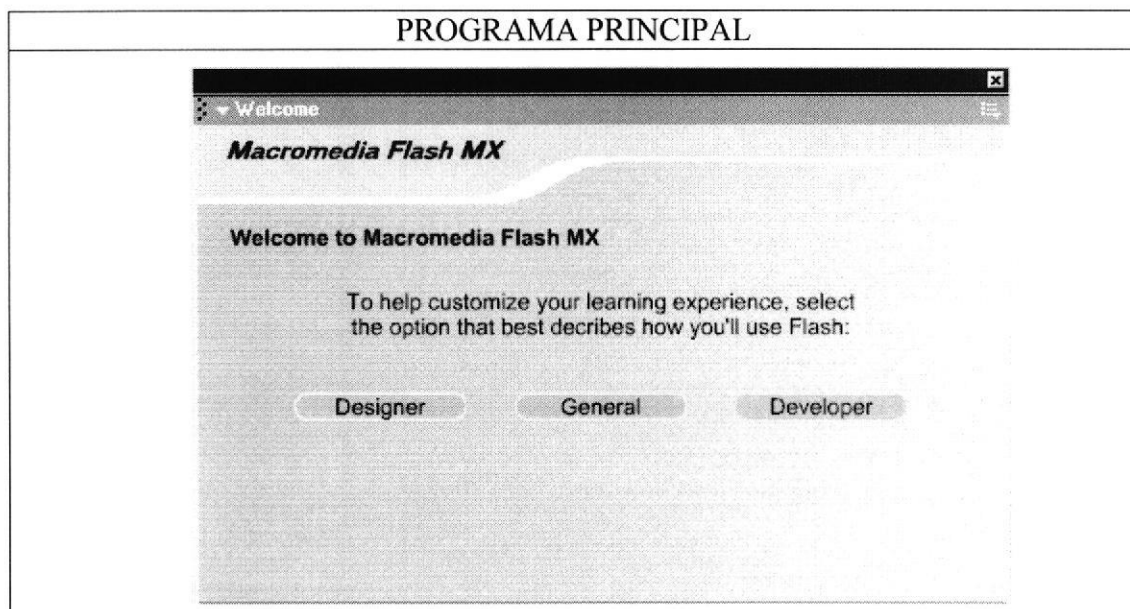 PROGRAMA PRINCIPAL
Welcome
Macromedia Flash MX
Welcome to Macromedia Flash MX
To help customize your learning experience, select
the option that best decribes how you'll use Flash:
Designer General Developer